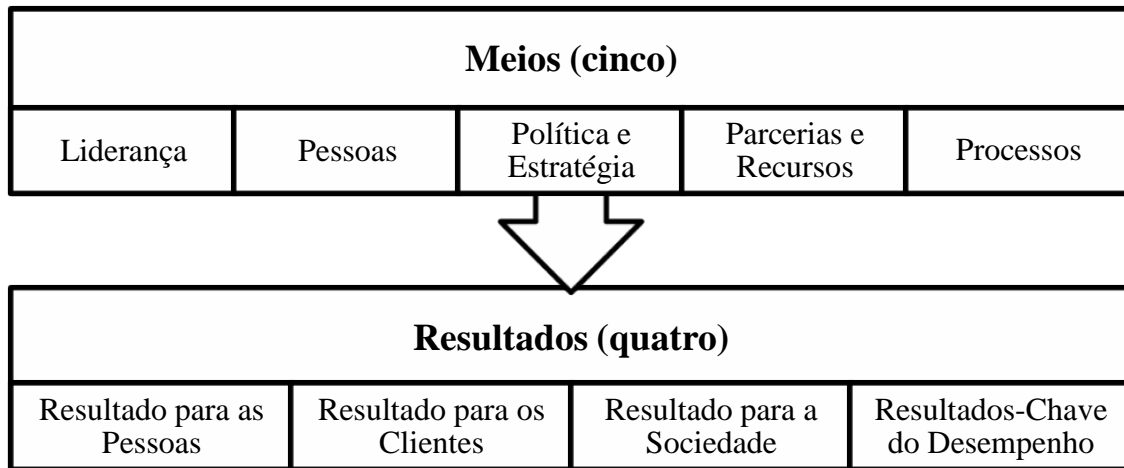 Meios (cinco)
Liderança
Pessoas
Política e
Estratégia
Parcerias e
Recursos
Processos
Resultados (quatro)
Resultado para as
Pessoas
Resultado para os
Clientes
Resultado para a
Sociedade
Resultados-Chave
do Desempenho